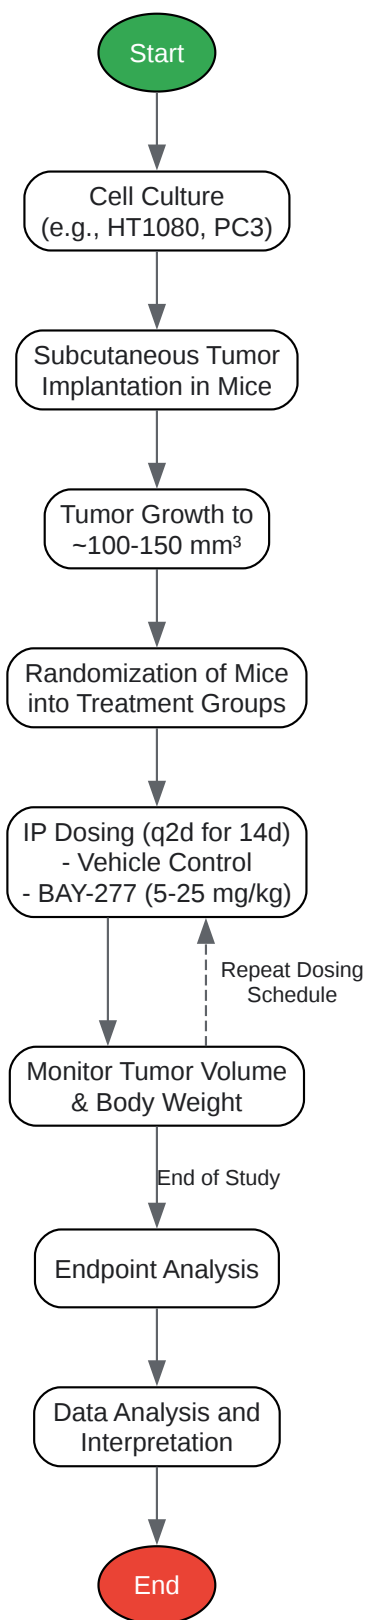 Start
Cell Culture
(e.g., HT1080, PC3)
Subcutaneous Tumor
Implantation in Mice
Tumor Growth to
~100-150 mm³
Randomization of Mice
into Treatment Groups
IP Dosing (q2d for 14d)
- Vehicle Control
- BAY-277 (5-25 mg/kg)
Repeat Dosing
Schedule
Monitor Tumor Volume
& Body Weight
End of Study
Endpoint Analysis
Data Analysis and
Interpretation
End